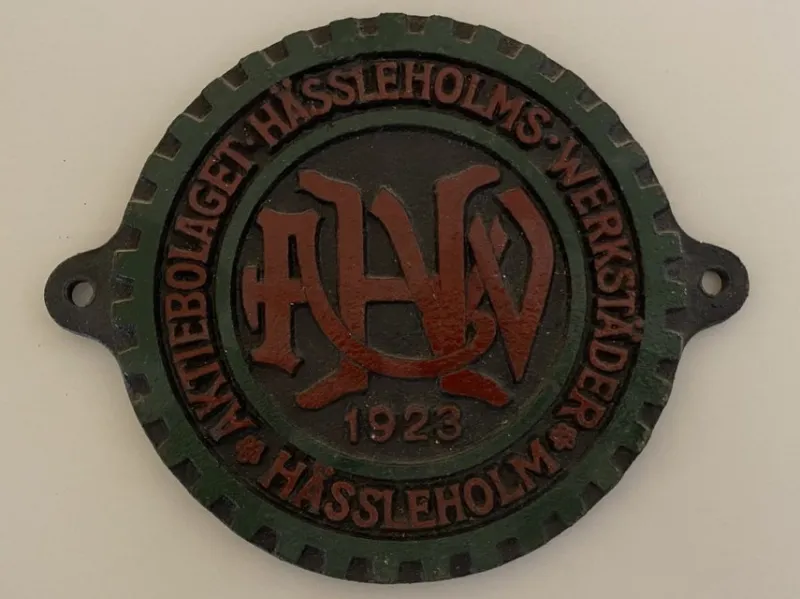 AKTIEBOLAGET · HÄSSLEHOLMS · WERKSTÄDER
AHW
1923
HÄSSLEHOLM